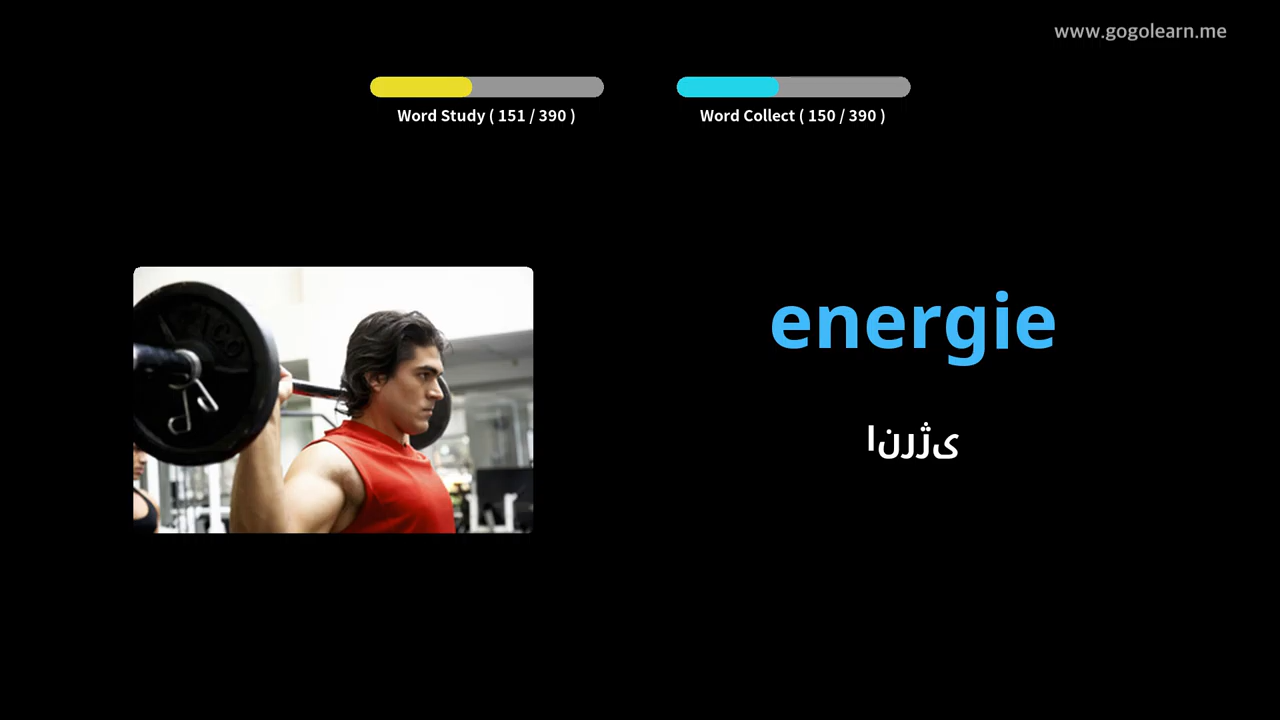 www.gogolearn.me
Word Study ( 151 / 390 )
Word Collect ( 150 / 390 )
energie
انرژی